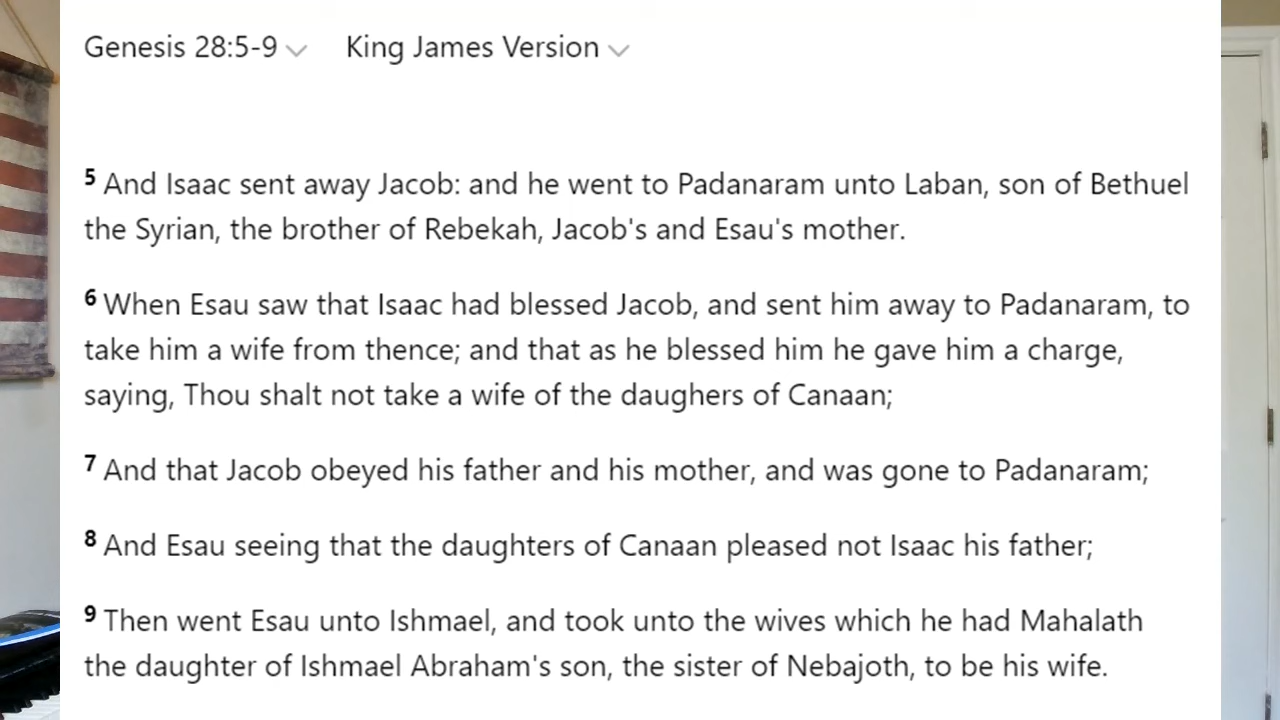 Genesis 28:5-9 King James Version
5 And Isaac sent away Jacob: and he went to Padanaram unto Laban, son of Bethuel
the Syrian, the brother of Rebekah, Jacob's and Esau's mother.
6 When Esau saw that Isaac had blessed Jacob, and sent him away to Padanaram, to
take him a wife from thence; and that as he blessed him he gave him a charge,
saying, Thou shalt not take a wife of the daughers of Canaan;
7 And that Jacob obeyed his father and his mother, and was gone to Padanaram;
8 And Esau seeing that the daughters of Canaan pleased not Isaac his father;
9 Then went Esau unto Ishmael, and took unto the wives which he had Mahalath
the daughter of Ishmael Abraham's son, the sister of Nebajoth, to be his wife.